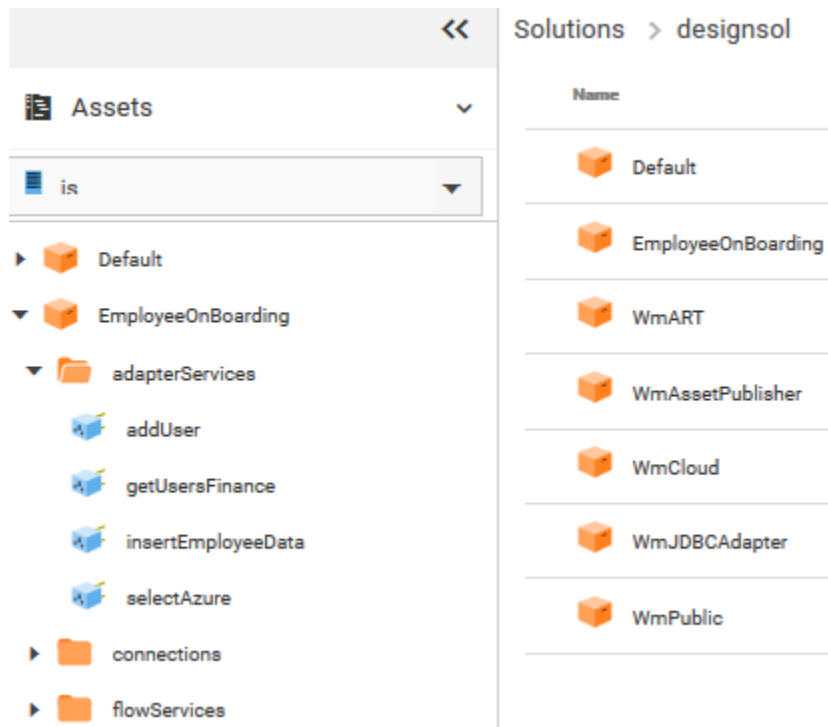 Solutions > designsol
Assets
Name
is
Default
EmployeeOnBoarding
adapterServices
addUser
getUsersFinance
insertEmployeeData
selectAzure
connections
flowServices
Default
EmployeeOnBoarding
WmART
WmAssetPublisher
WmCloud
WmJDBCAdapter
WmPublic